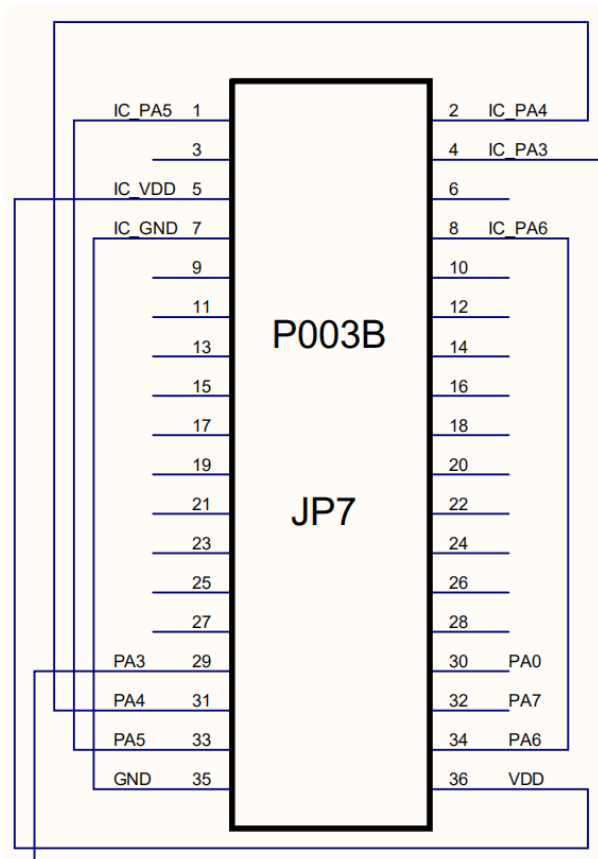 IC_PA5 1 2 IC_PA4
3 4 IC_PA3
IC_VDD 5 6
IC_GND 7 8 IC_PA6
9 10
11 12
13 14
P003B
15 16
17 18
19 20
21 22
JP7
23 24
25 26
27 28
PA3 29 30 PA0
PA4 31 32 PA7
PA5 33 34 PA6
GND 35 36 VDD